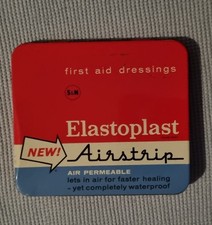 first aid dressings
S&N
Elastoplast
NEW! Airstrip
AIR PERMEABLE
lets in air for faster healing
- yet completely waterproof